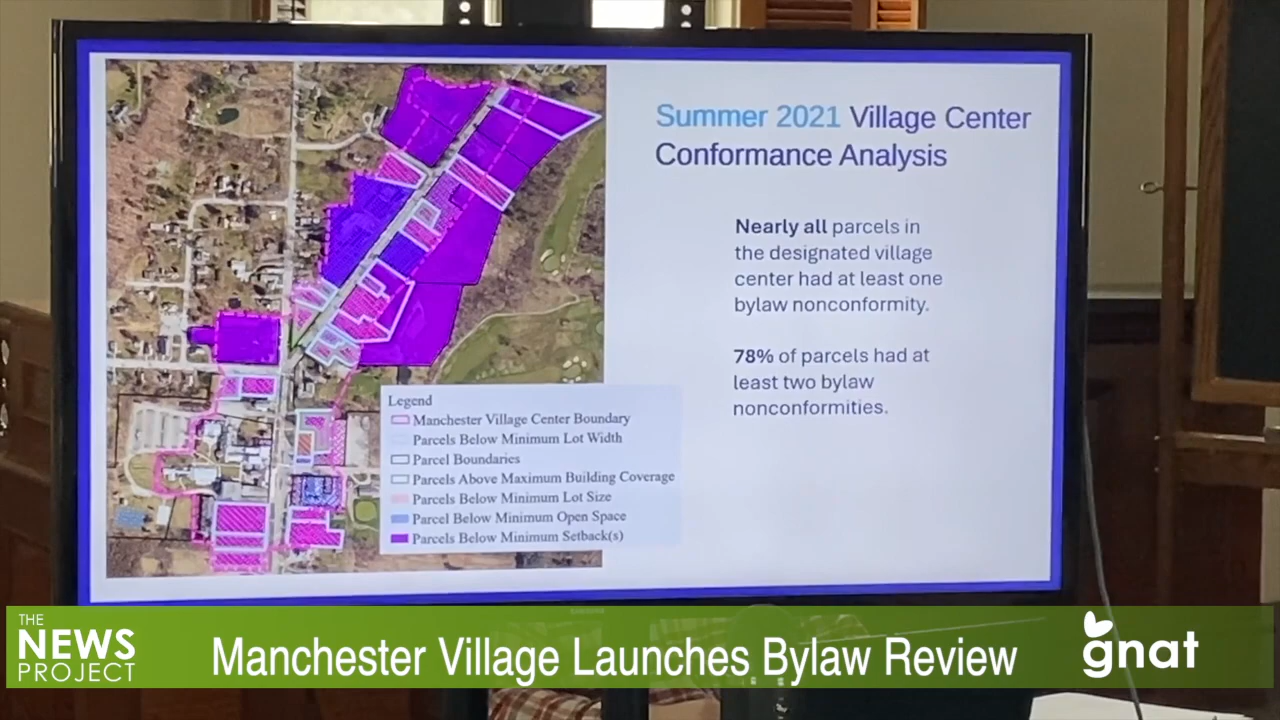 Summer 2021 Village Center
Conformance Analysis
Nearly all parcels in
the designated village
center had at least one
bylaw nonconformity.
78% of parcels had at
least two bylaw
nonconformities.
Legend
Manchester Village Center Boundary
Parcels Below Minimum Lot Width
Parcel Boundaries
Parcels Above Maximum Building Coverage
Parcels Below Minimum Lot Size
Parcel Below Minimum Open Space
Parcels Below Minimum Setback(s)
THE
NEWS
PROJECT
Manchester Village Launches Bylaw Review
gnat